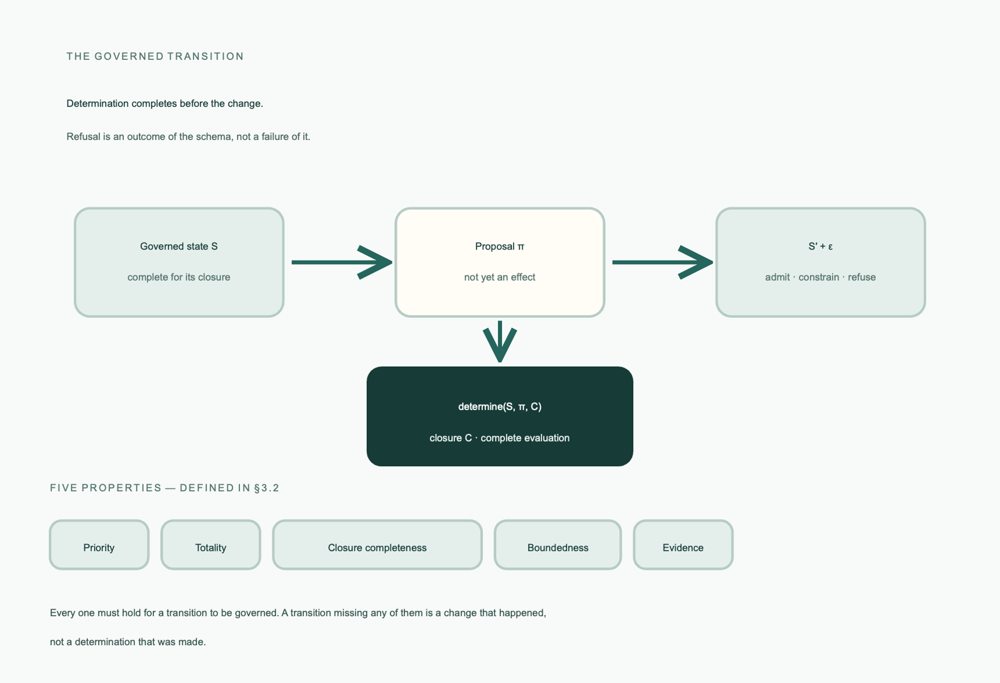 THE GOVERNED TRANSITION
Determination completes before the change.
Refusal is an outcome of the schema, not a failure of it.
Governed state S
complete for its closure
Proposal π
not yet an effect
S′ + ε
admit · constrain · refuse
determine(S, π, C)
closure C · complete evaluation
FIVE PROPERTIES — DEFINED IN §3.2
Priority
Totality
Closure completeness
Boundedness
Evidence
Every one must hold for a transition to be governed. A transition missing any of them is a change that happened,
not a determination that was made.